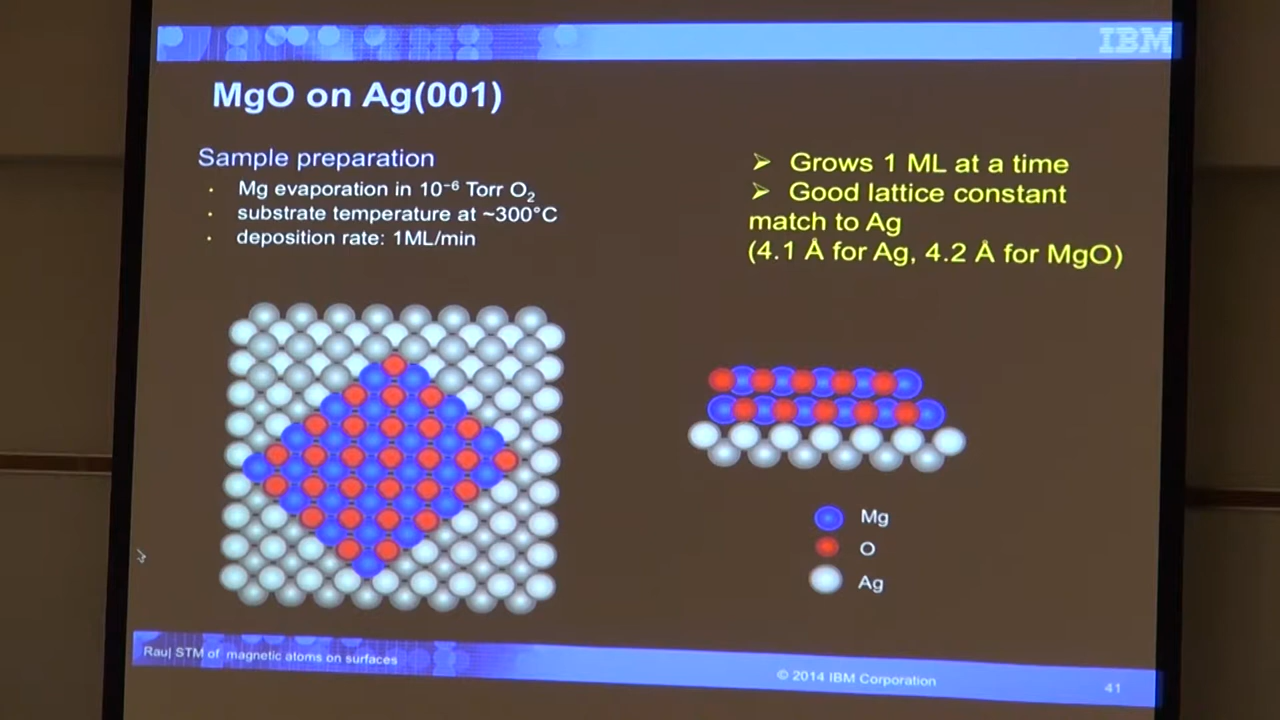 IBM
MgO on Ag(001)
Sample preparation
· Mg evaporation in 10⁻⁶ Torr O₂
· substrate temperature at ~300°C
· deposition rate: 1ML/min
➢ Grows 1 ML at a time
➢ Good lattice constant
match to Ag
(4.1 Å for Ag, 4.2 Å for MgO)
Mg
O
Ag
Rau| STM of magnetic atoms on surfaces
© 2014 IBM Corporation
41